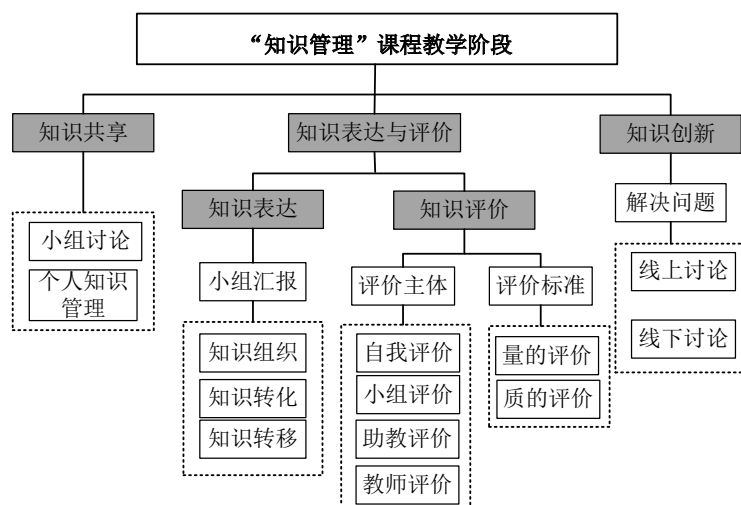 “知识管理”课程教学阶段
知识共享
知识表达与评价
知识创新
知识表达
知识评价
解决问题
小组讨论
个人知识
管理
小组汇报
评价主体
评价标准
线上讨论
线下讨论
知识组织
知识转化
知识转移
自我评价
小组评价
助教评价
教师评价
量的评价
质的评价